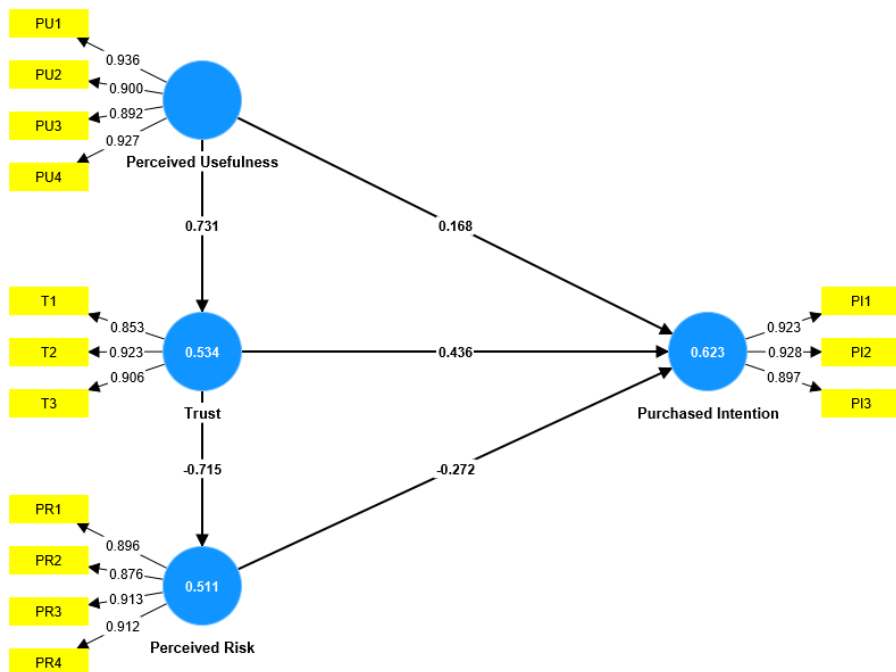 PU1
0.936
PU2
0.900
PU3
0.892
PU4
0.927
Perceived Usefulness
0.731
0.168
T1
0.853
T2
0.923
T3
0.906
0.534
Trust
0.436
0.623
Purchased Intention
PI1
0.923
PI2
0.928
PI3
0.897
-0.715
-0.272
PR1
0.896
PR2
0.876
PR3
0.913
PR4
0.912
0.511
Perceived Risk